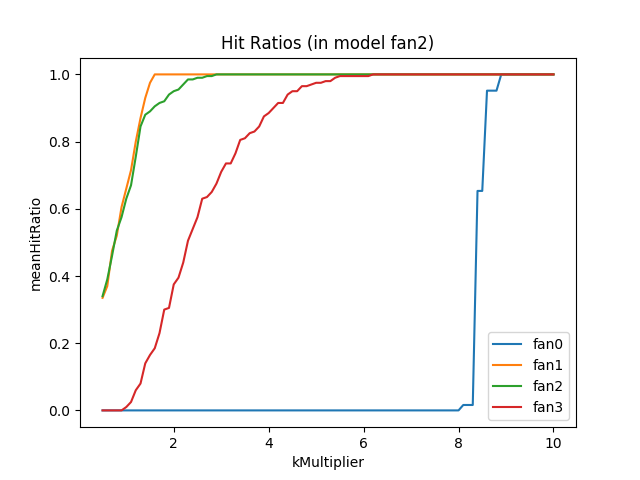 Hit Ratios (in model fan2)
1.0
0.8
0.6
0.4
0.2
0.0
meanHitRatio
2
4
6
8
10
kMultiplier
fan0
fan1
fan2
fan3